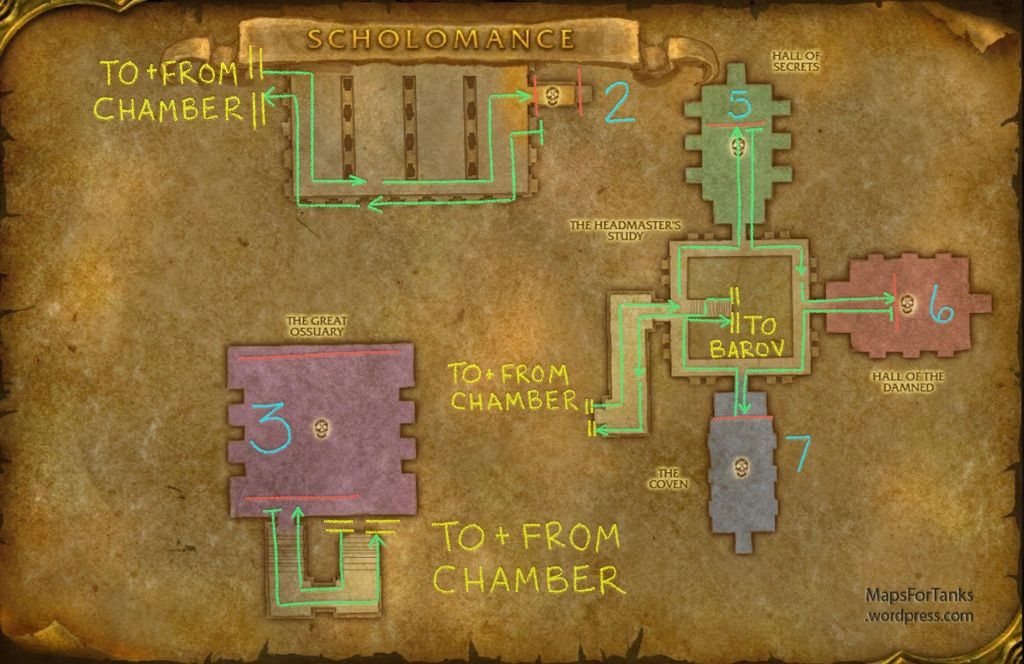 SCHOLOMANCE
HALL OF
SECRETS
TO + FROM
CHAMBER
2
5
THE HEADMASTER'S
STUDY
6
TO
BAROV
THE GREAT
OSSUARY
TO + FROM
CHAMBER
HALL OF THE
DAMNED
3
7
THE
COVEN
TO + FROM
CHAMBER
MapsForTanks
.wordpress.com